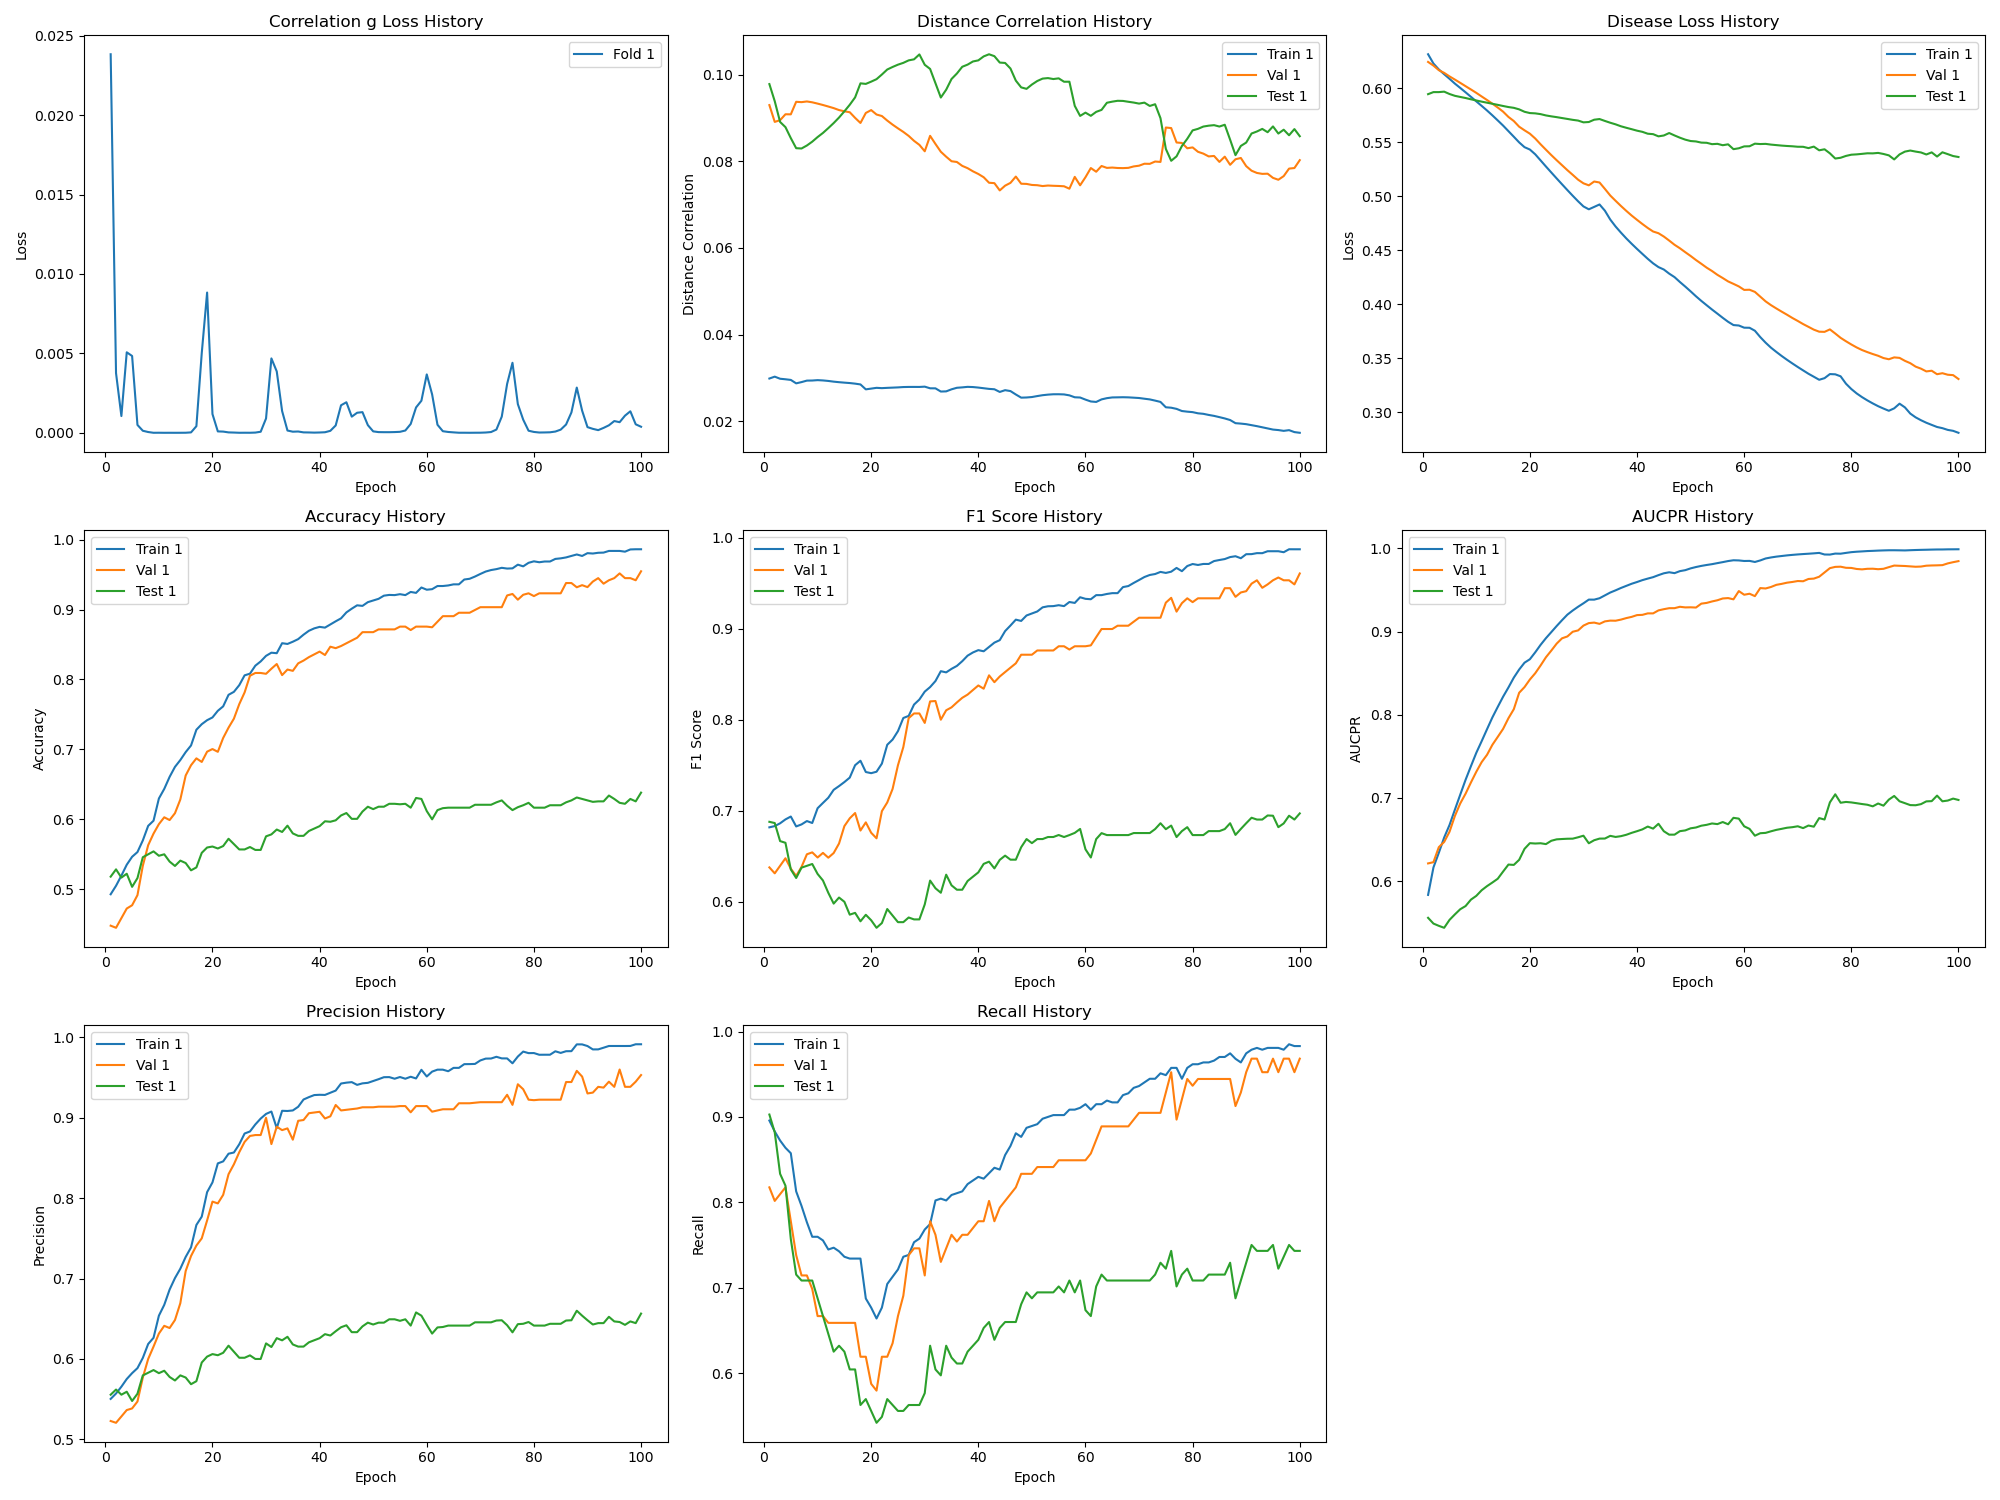 Correlation g Loss History
0.025
0.020
0.015
0.010
0.005
0.000
Loss
0 20 40 60 80 100
Epoch
Fold 1
Distance Correlation History
0.10
0.08
0.06
0.04
0.02
Distance Correlation
0 20 40 60 80 100
Epoch
Train 1
Val 1
Test 1
Disease Loss History
0.60
0.55
0.50
0.45
0.40
0.35
0.30
Loss
0 20 40 60 80 100
Epoch
Train 1
Val 1
Test 1
Accuracy History
1.0
0.9
0.8
0.7
0.6
0.5
Accuracy
0 20 40 60 80 100
Epoch
Train 1
Val 1
Test 1
F1 Score History
1.0
0.9
0.8
0.7
0.6
F1 Score
0 20 40 60 80 100
Epoch
Train 1
Val 1
Test 1
AUCPR History
1.0
0.9
0.8
0.7
0.6
AUCPR
0 20 40 60 80 100
Epoch
Train 1
Val 1
Test 1
Precision History
1.0
0.9
0.8
0.7
0.6
0.5
Precision
0 20 40 60 80 100
Epoch
Train 1
Val 1
Test 1
Recall History
1.0
0.9
0.8
0.7
0.6
Recall
0 20 40 60 80 100
Epoch
Train 1
Val 1
Test 1